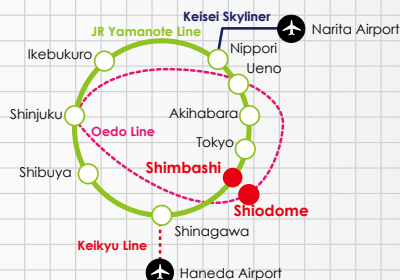 Keisei Skyliner
JR Yamanote Line
Narita Airport
Nippori
Ikebukuro
Ueno
Shinjuku
Akihabara
Oedo Line
Tokyo
Shimbashi
Shibuya
Shiodome
Shinagawa
Keikyu Line
Haneda Airport